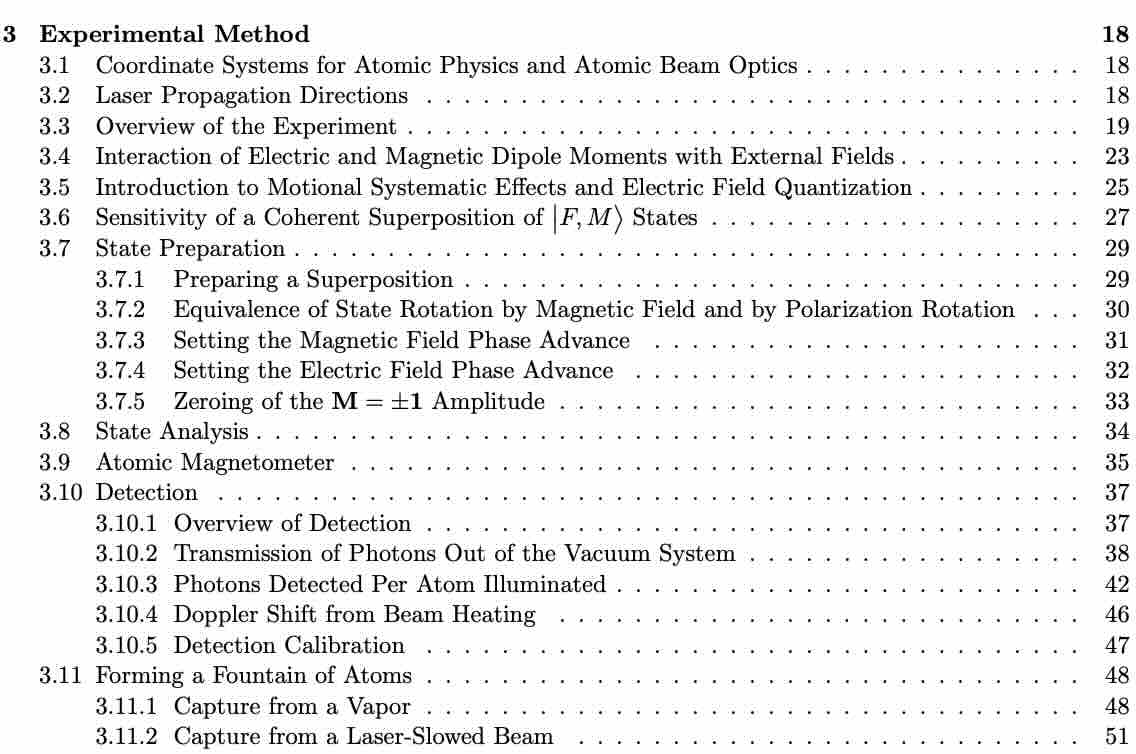 3 Experimental Method 18
3.1 Coordinate Systems for Atomic Physics and Atomic Beam Optics . . . . . . . . . . . . . . . 18
3.2 Laser Propagation Directions . . . . . . . . . . . . . . . . . . . . . . . . . . . . . . . . . . . 18
3.3 Overview of the Experiment . . . . . . . . . . . . . . . . . . . . . . . . . . . . . . . . . . . . 19
3.4 Interaction of Electric and Magnetic Dipole Moments with External Fields . . . . . . . . . . 23
3.5 Introduction to Motional Systematic Effects and Electric Field Quantization . . . . . . . . . 25
3.6 Sensitivity of a Coherent Superposition of |F, M⟩ States . . . . . . . . . . . . . . . . . . . . 27
3.7 State Preparation . . . . . . . . . . . . . . . . . . . . . . . . . . . . . . . . . . . . . . . . . . 29
3.7.1 Preparing a Superposition . . . . . . . . . . . . . . . . . . . . . . . . . . . . . . . . . 29
3.7.2 Equivalence of State Rotation by Magnetic Field and by Polarization Rotation . . . 30
3.7.3 Setting the Magnetic Field Phase Advance . . . . . . . . . . . . . . . . . . . . . . . 31
3.7.4 Setting the Electric Field Phase Advance . . . . . . . . . . . . . . . . . . . . . . . . 32
3.7.5 Zeroing of the M = ±1 Amplitude . . . . . . . . . . . . . . . . . . . . . . . . . . . . 33
3.8 State Analysis . . . . . . . . . . . . . . . . . . . . . . . . . . . . . . . . . . . . . . . . . . . . 34
3.9 Atomic Magnetometer . . . . . . . . . . . . . . . . . . . . . . . . . . . . . . . . . . . . . . . 35
3.10 Detection . . . . . . . . . . . . . . . . . . . . . . . . . . . . . . . . . . . . . . . . . . . . . . 37
3.10.1 Overview of Detection . . . . . . . . . . . . . . . . . . . . . . . . . . . . . . . . . . 37
3.10.2 Transmission of Photons Out of the Vacuum System . . . . . . . . . . . . . . . . . . 38
3.10.3 Photons Detected Per Atom Illuminated . . . . . . . . . . . . . . . . . . . . . . . . . 42
3.10.4 Doppler Shift from Beam Heating . . . . . . . . . . . . . . . . . . . . . . . . . . . . 46
3.10.5 Detection Calibration . . . . . . . . . . . . . . . . . . . . . . . . . . . . . . . . . . . 47
3.11 Forming a Fountain of Atoms . . . . . . . . . . . . . . . . . . . . . . . . . . . . . . . . . . 48
3.11.1 Capture from a Vapor . . . . . . . . . . . . . . . . . . . . . . . . . . . . . . . . . . . 48
3.11.2 Capture from a Laser-Slowed Beam . . . . . . . . . . . . . . . . . . . . . . . . . . . 51